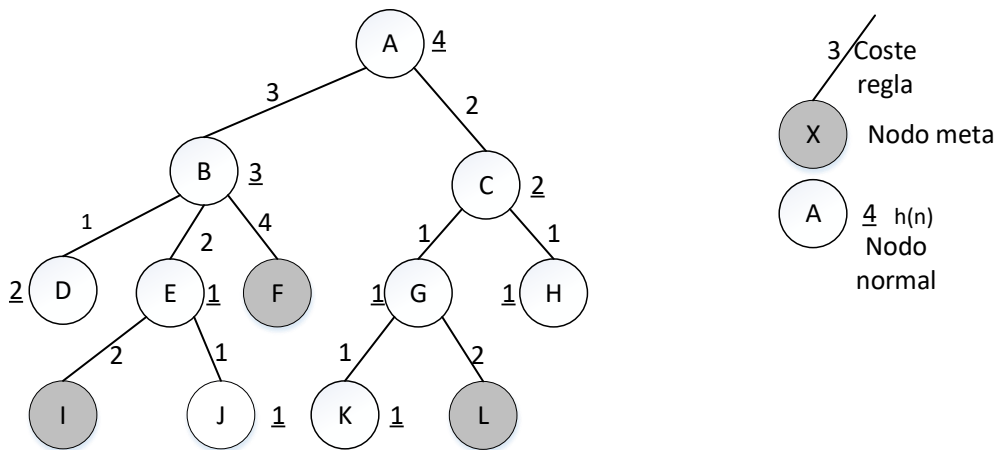 A 4
3 2
B 3
C 2
1 2 4
1 1
2 D
E 1
F
1 G
1 H
2 1
1 2
I
J 1
K 1
L
3 Coste
regla
X Nodo meta
A 4 h(n)
Nodo
normal